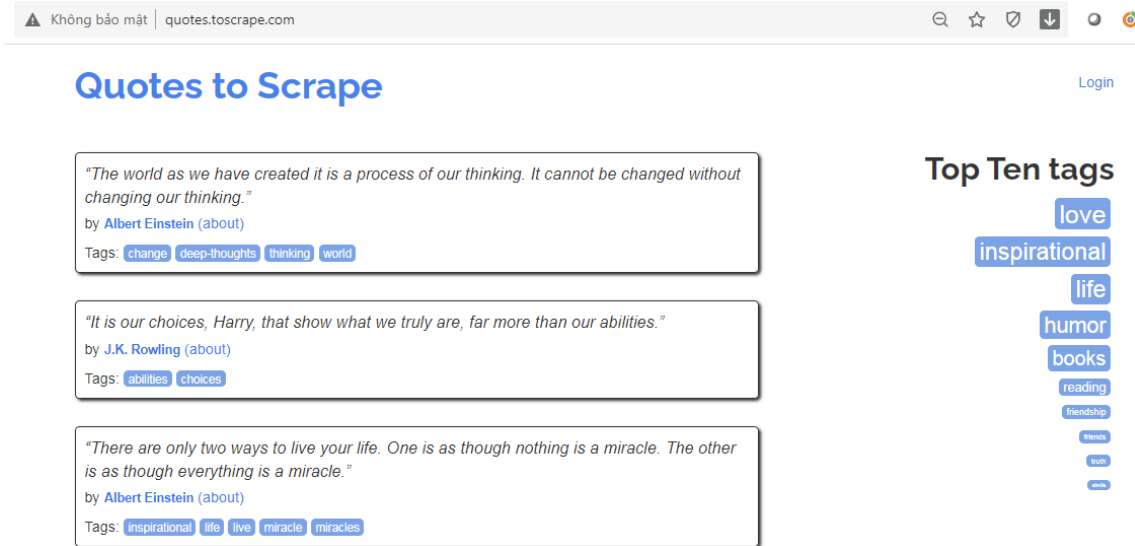 Không bảo mật | quotes.toscrape.com
Quotes to Scrape
Login
“The world as we have created it is a process of our thinking. It cannot be changed without
changing our thinking.”
by Albert Einstein (about)
Tags: change deep-thoughts thinking world
“It is our choices, Harry, that show what we truly are, far more than our abilities.”
by J.K. Rowling (about)
Tags: abilities choices
“There are only two ways to live your life. One is as though nothing is a miracle. The other
is as though everything is a miracle.”
by Albert Einstein (about)
Tags: inspirational life live miracle miracles
Top Ten tags
love
inspirational
life
humor
books
reading
friendship
friends
truth
simile